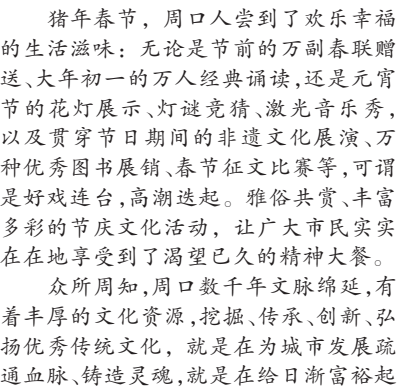 猪年春节，周口人尝到了欢乐幸福
的生活滋味：无论是节前的万副春联赠
送、大年初一的万人经典诵读,还是元宵
节的花灯展示、灯谜竞猜、激光音乐秀，
以及贯穿节日期间的非遗文化展演、万
种优秀图书展销、春节征文比赛等,可谓
是好戏连台,高潮迭起。雅俗共赏、丰富
多彩的节庆文化活动，让广大市民实实
在在地享受到了渴望已久的精神大餐。
众所周知,周口数千年文脉绵延,有
着丰厚的文化资源,挖掘、传承、创新、弘
扬优秀传统文化，就是在为城市发展疏
通血脉、铸造灵魂,就是在给日渐富裕起